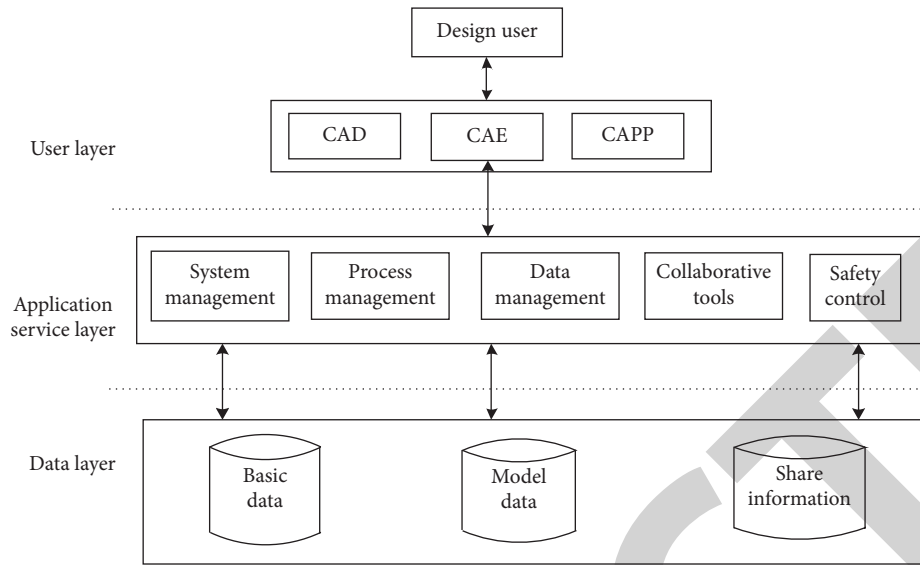 Design user
User layer
CAD
CAE
CAPP
Application
service layer
System
management
Process
management
Data
management
Collaborative
tools
Safety
control
Data layer
Basic
data
Model
data
Share
information